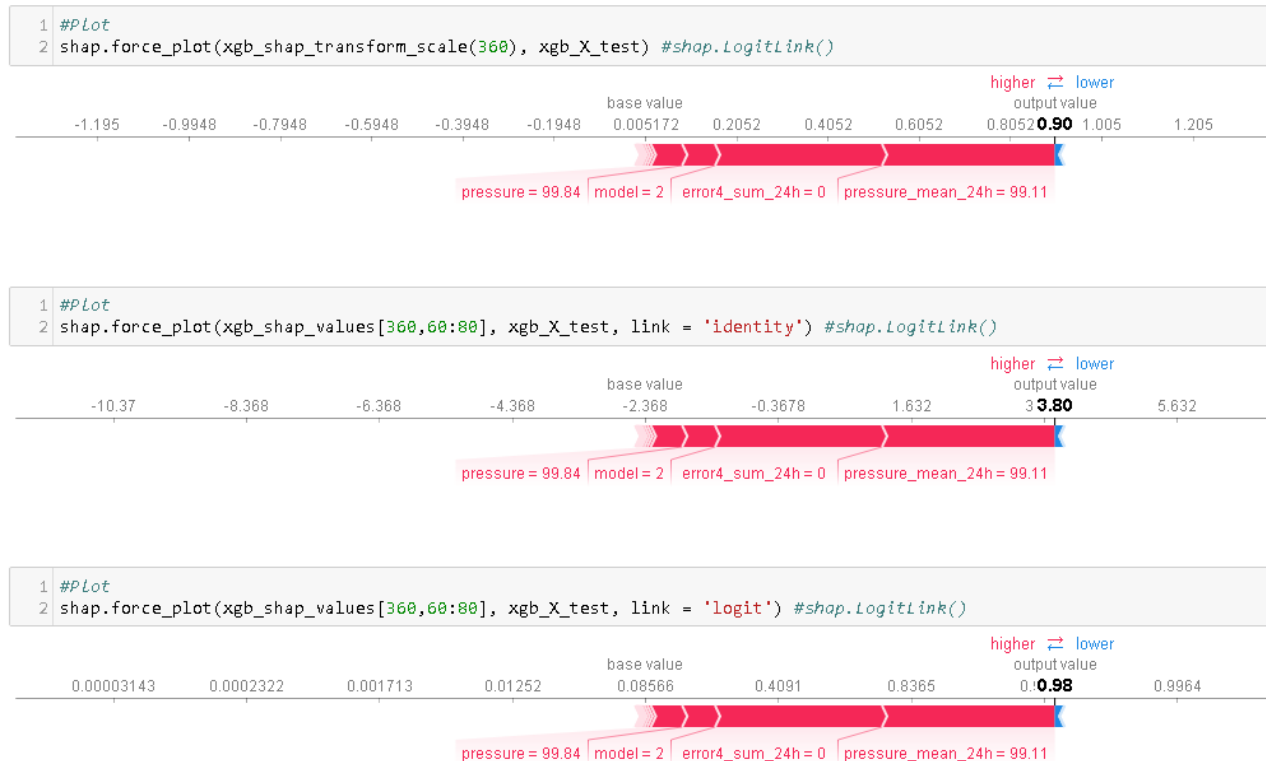 1 #Plot
2 shap.force_plot(xgb_shap_transform_scale(360), xgb_X_test) #shap.LogitLink()
higher ⇄ lower
base value output value
-1.195 -0.9948 -0.7948 -0.5948 -0.3948 -0.1948 0.005172 0.2052 0.4052 0.6052 0.8052 0.90 1.005 1.205
pressure = 99.84 model = 2 error4_sum_24h = 0 pressure_mean_24h = 99.11
1 #Plot
2 shap.force_plot(xgb_shap_values[360,60:80], xgb_X_test, link = 'identity') #shap.LogitLink()
higher ⇄ lower
base value output value
-10.37 -8.368 -6.368 -4.368 -2.368 -0.3678 1.632 3 3.80 5.632
pressure = 99.84 model = 2 error4_sum_24h = 0 pressure_mean_24h = 99.11
1 #Plot
2 shap.force_plot(xgb_shap_values[360,60:80], xgb_X_test, link = 'logit') #shap.LogitLink()
higher ⇄ lower
base value output value
0.00003143 0.0002322 0.001713 0.01252 0.08566 0.4091 0.8365 0.98 0.9964
pressure = 99.84 model = 2 error4_sum_24h = 0 pressure_mean_24h = 99.11